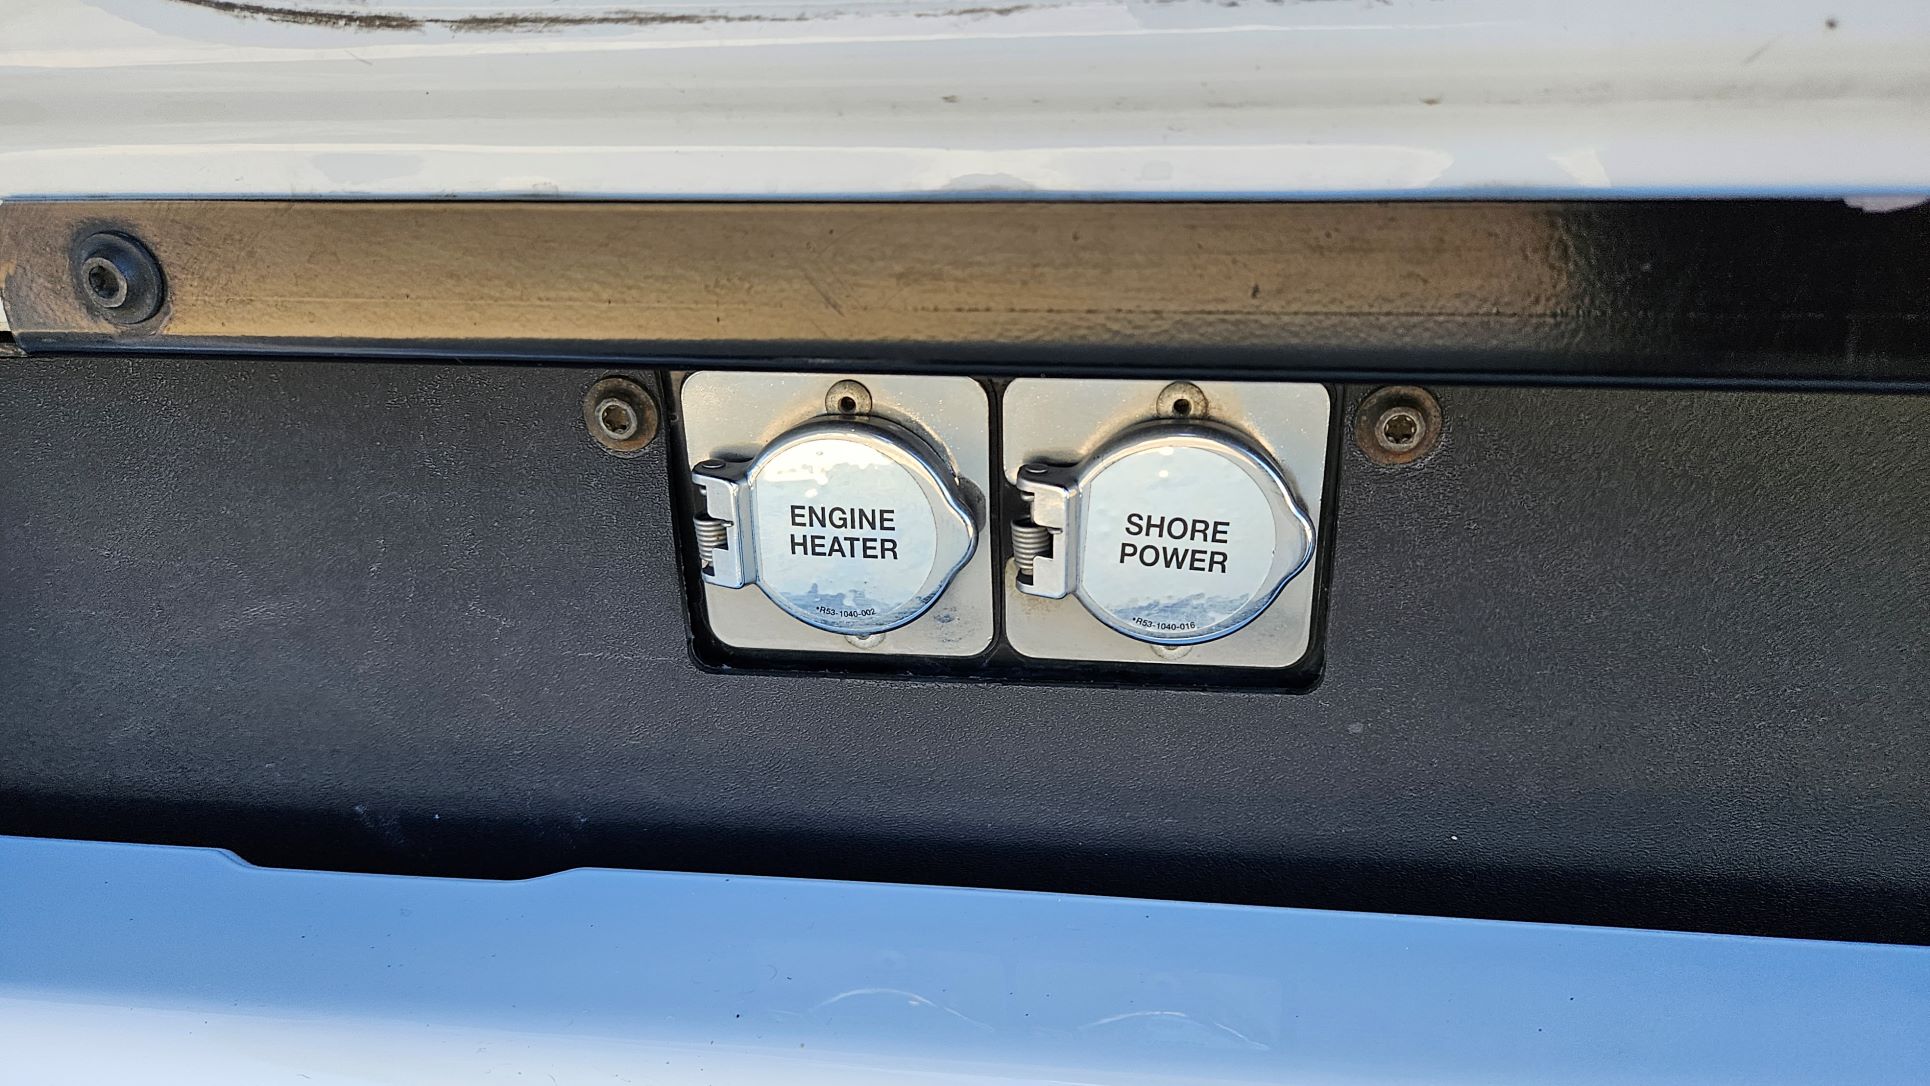 ENGINE
HEATER
*R53-1040-002
SHORE
POWER
*R53-1040-016